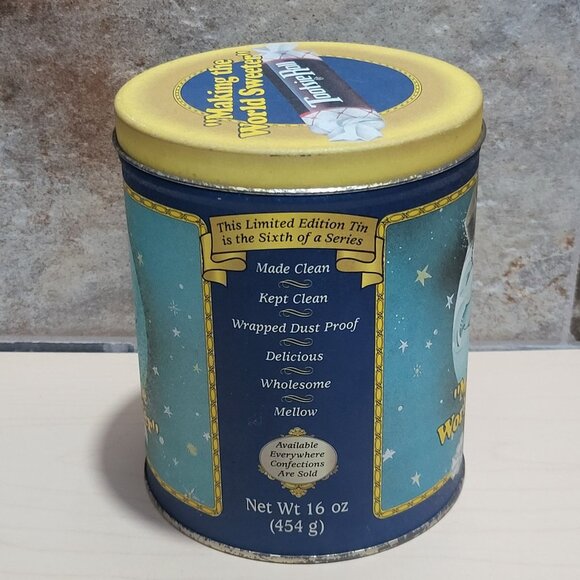 "Making the
World Sweeter!"
Tootsie Roll
This Limited Edition Tin
is the Sixth of a Series
Made Clean
Kept Clean
Wrapped Dust Proof
Delicious
Wholesome
Mellow
Available
Everywhere
Confections
Are Sold
Net Wt 16 oz
(454 g)